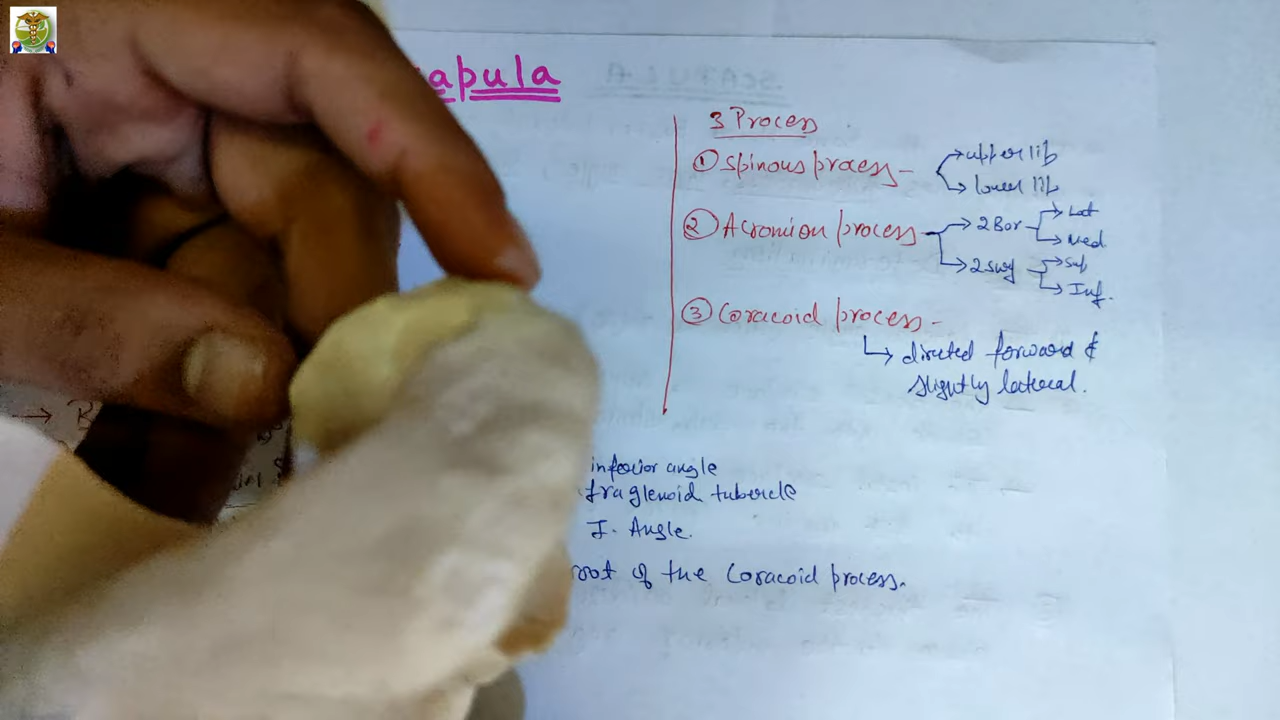 apula
3 Process
① Spinous process - → upper lip
→ lower lip
② Acromion process → 2 Bor → Lat
→ Med.
→ 2 surf → Sup
→ Inf.
③ Coracoid process -
↳ directed forward &
slightly lateral.
inferior angle
fraglenoid tubercle
I. Angle.
root of the Coracoid process.